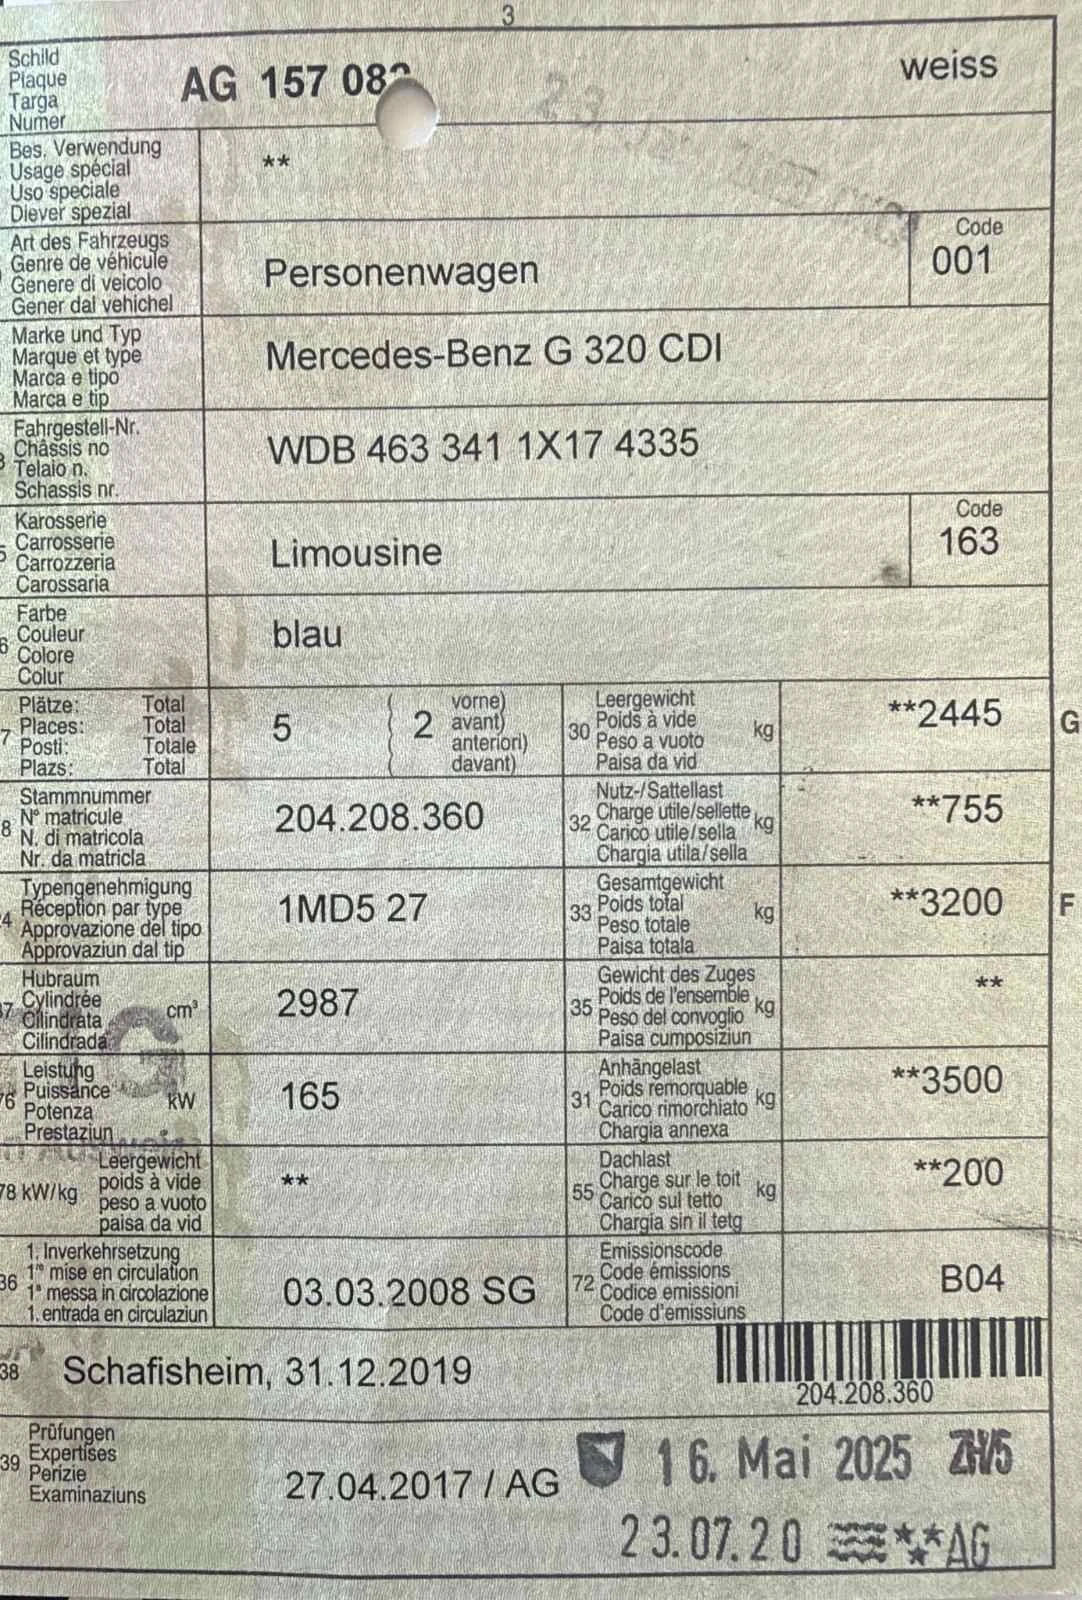 3
Schild
Plaque
Targa
Numer
AG 157 08
weiss
23.
Bes. Verwendung
Usage spécial
Uso speciale
Diever spezial
**
Art des Fahrzeugs
Genre de véhicule
Genere di veicolo
Gener dal vehichel
Personenwagen
Code
001
Marke und Typ
Marque et type
Marca e tipo
Marca e tip
Mercedes-Benz G 320 CDI
Fahrgestell-Nr.
Châssis no
Telaio n.
Schassis nr.
WDB 463 341 1X17 4335
Karosserie
Carrosserie
Carrozzeria
Carossaria
Limousine
Code
163
Farbe
Couleur
Colore
Colur
blau
7
Plätze: Total
Places: Total
Posti: Totale
Plazs: Total
5
( 2 vorne)
( avant)
( anteriori)
( davant)
30
Leergewicht
Poids à vide
Peso a vuoto
Paisa da vid
kg
**2445
G
8
Stammnummer
N° matricule
N. di matricola
Nr. da matricla
204.208.360
32
Nutz-/Sattellast
Charge utile/sellette
Carico utile/sella
Chargia utila/sella
kg
**755
4
Typengenehmigung
Réception par type
Approvazione del tipo
Approvaziun dal tip
1MD5 27
33
Gesamtgewicht
Poids total
Peso totale
Paisa totala
kg
**3200
F
37
Hubraum
Cylindrée
Cilindrata
Cilindrada
cm³
2987
35
Gewicht des Zuges
Poids de l'ensemble
Peso del convoglio
Paisa cumposiziun
kg
**
76
Leistung
Puissance
Potenza
Prestaziun
kW
165
31
Anhängelast
Poids remorquable
Carico rimorchiato
Chargia annexa
kg
**3500
78 kW/kg
Leergewicht
poids à vide
peso a vuoto
paisa da vid
**
55
Dachlast
Charge sur le toit
Carico sul tetto
Chargia sin il tetg
kg
**200
36
1. Inverkehrsetzung
1re mise en circulation
1a messa in circolazione
1. entrada en circulaziun
03.03.2008 SG
72
Emissionscode
Code émissions
Codice emissioni
Code d'emissiuns
B04
38
Schafisheim, 31.12.2019
204.208.360
39
Prüfungen
Expertises
Perizie
Examinaziuns
27.04.2017 / AG
16. Mai 2025 ZH/5
23.07.20 AG